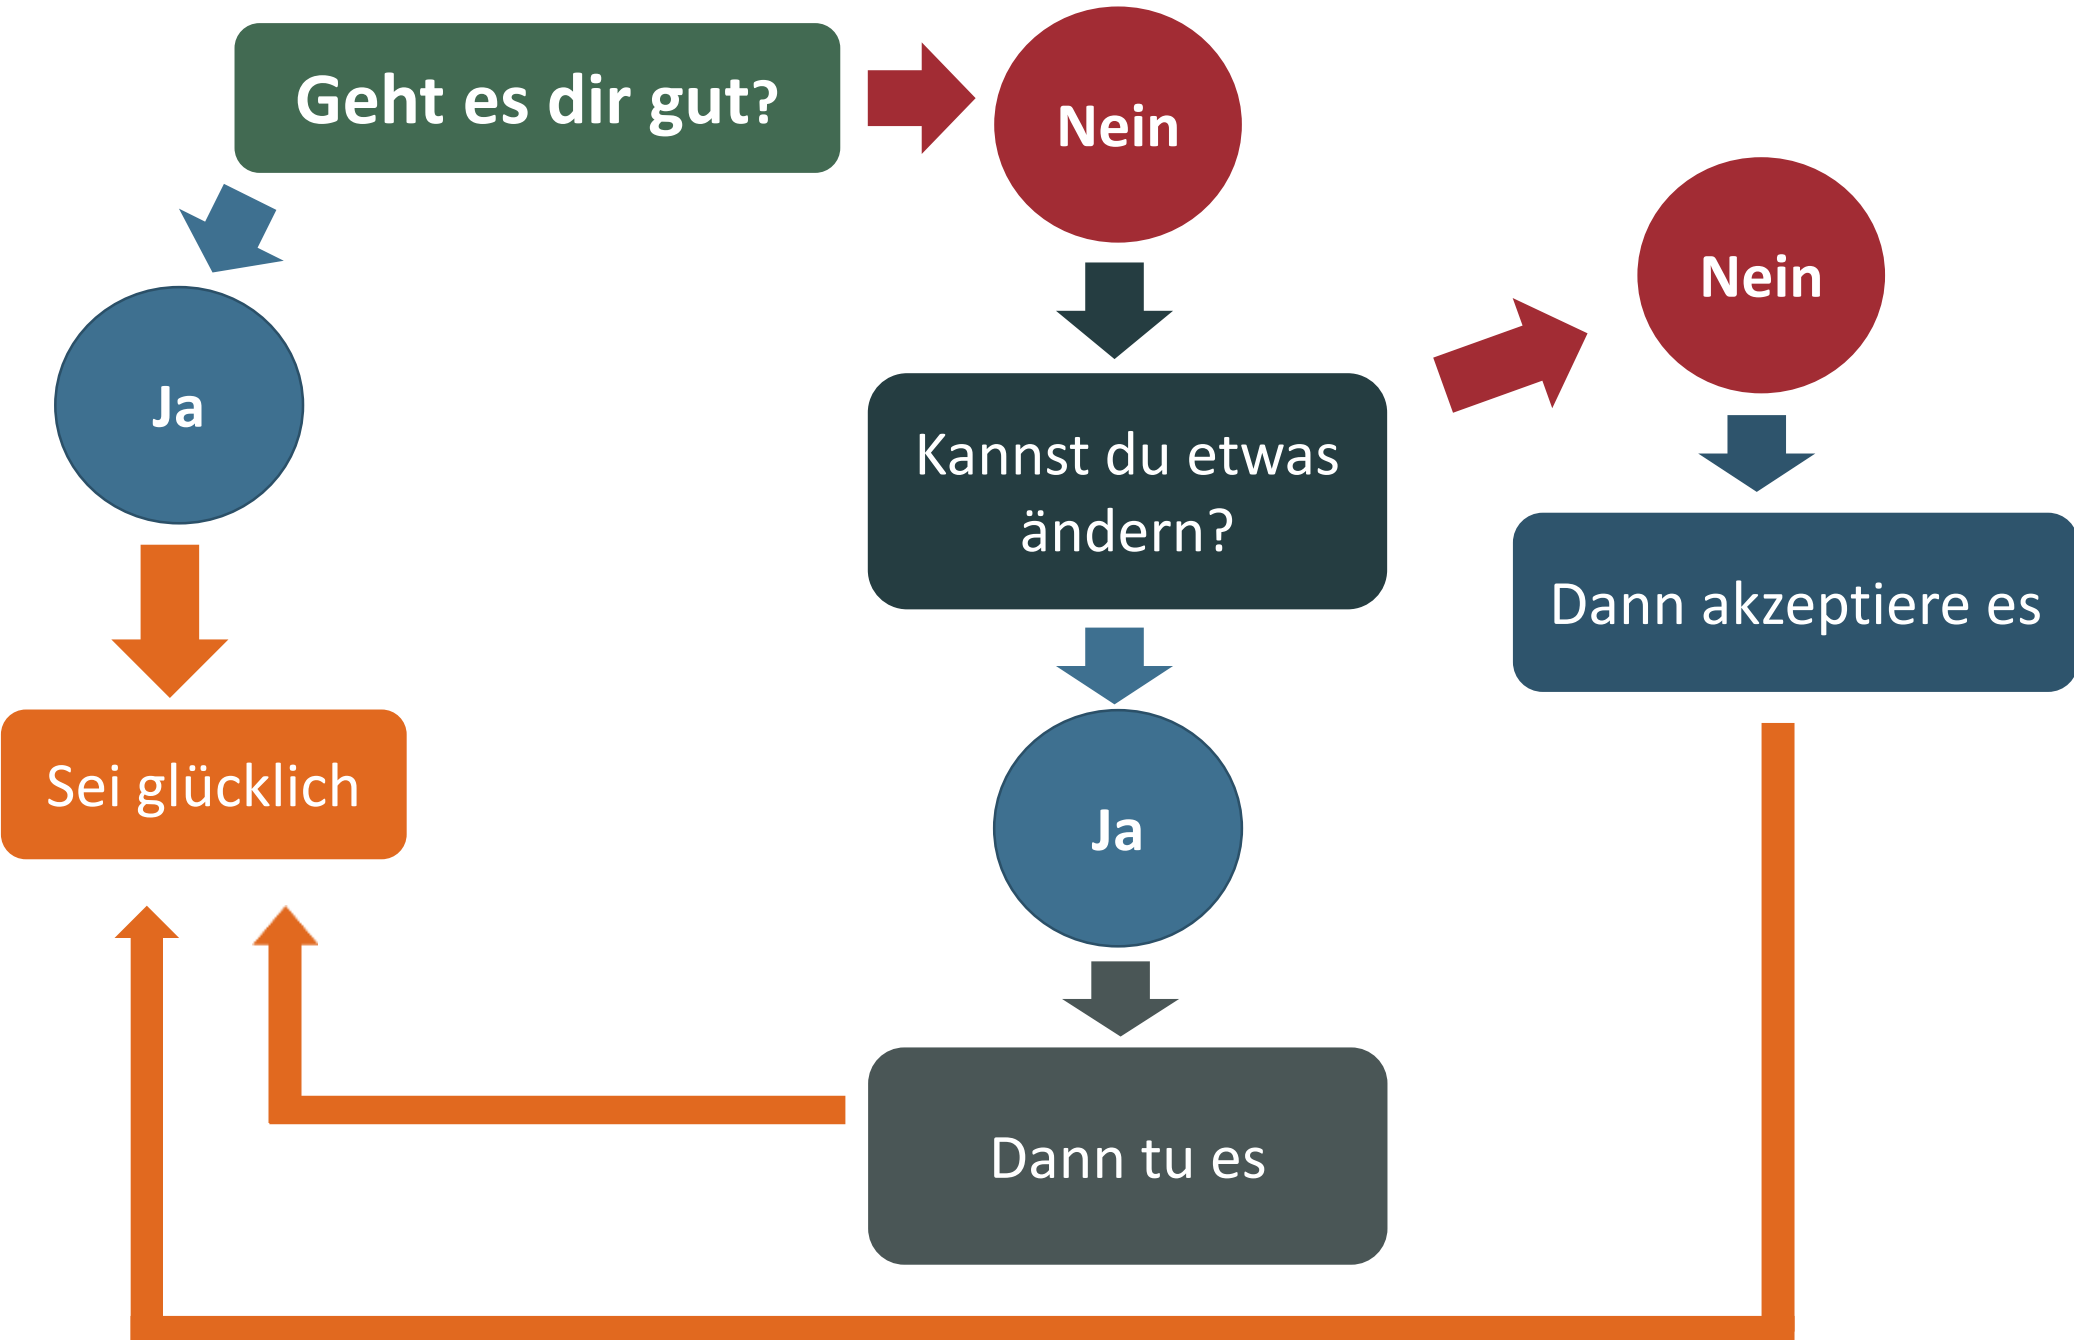 Geht es dir gut?
Nein
Nein
Ja
Kannst du etwas
ändern?
Dann akzeptiere es
Sei glücklich
Ja
Dann tu es